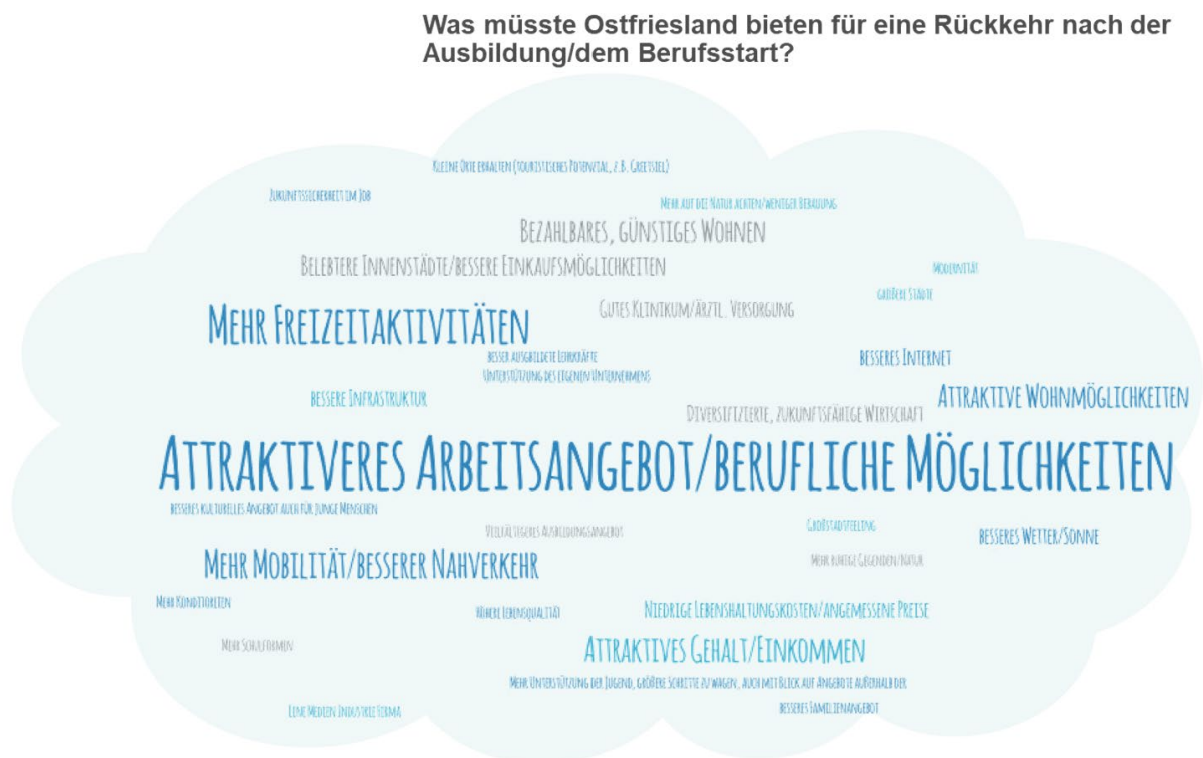 Was müsste Ostfriesland bieten für eine Rückkehr nach der
Ausbildung/dem Berufsstart?
Kleine Orte erhalten (touristisches Potenzial, z.B. Greetsiel)
Zukunftssicherheit im Job
Mehr auf die Natur achten/weniger Bebauung
Bezahlbares, günstiges Wohnen
Belebtere Innenstädte/bessere Einkaufsmöglichkeiten
Modernität
größere Städte
Gutes Klinikum/ärztl. Versorgung
Mehr Freizeitaktivitäten
besser ausgbildete Lehrkräfte
besseres Internet
Unterstützung des eigenen Unternehmens
bessere Infrastruktur
Attraktive Wohnmöglichkeiten
Diversifizierte, zukunftsfähige Wirtschaft
Attraktiveres Arbeitsangebot/berufliche Möglichkeiten
besseres kulturelles Angebot auch für junge Menschen
Vielfältigeres Ausbildungsangebot
Großstadtfeeling
besseres Wetter/Sonne
Mehr ruhige Gegenden/Natur
Mehr Mobilität/besserer Nahverkehr
Mehr Konditoreien
Höhere Lebensqualität
Niedrige Lebenshaltungskosten/angemessene Preise
Mehr Schulformen
Attraktives Gehalt/Einkommen
Mehr Unterstützung der Jugend, größere Schritte zu wagen, auch mit Blick auf Angebote außerhalb der
besseres Familienangebot
Eine Medien Industrie Firma